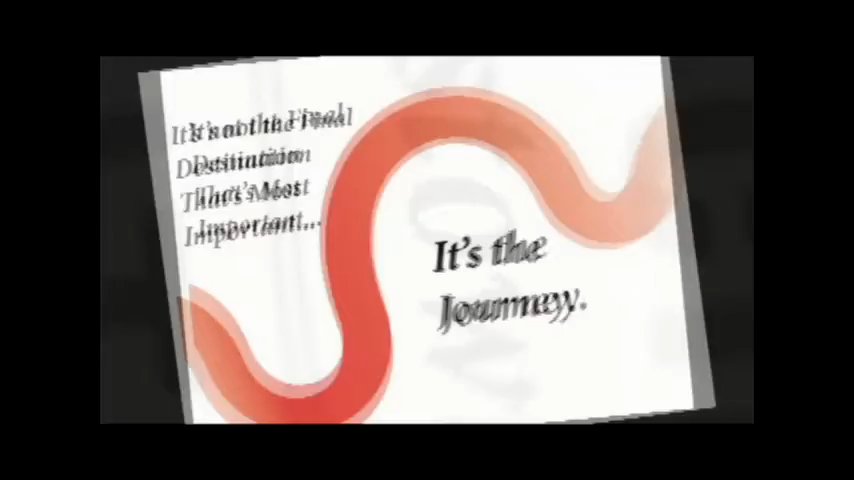 It's not the Final
Destination
That's Most
Important...
It's the
Journey.